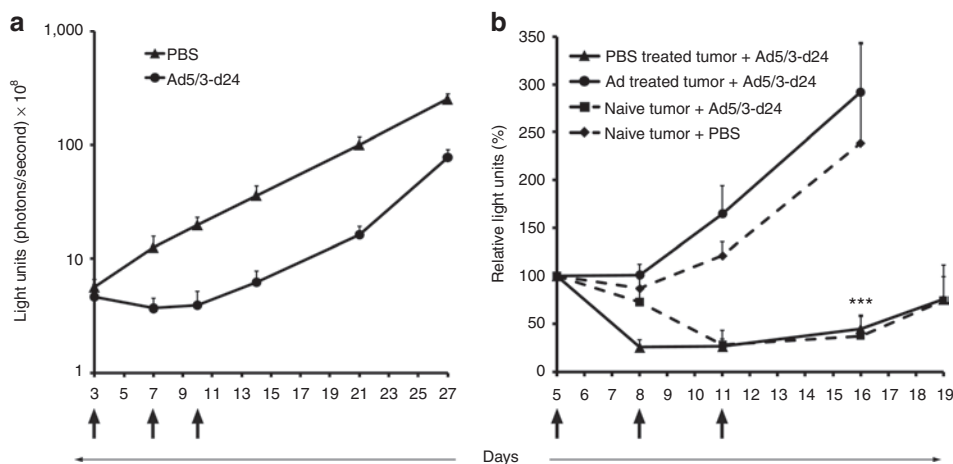 a
1,000
100
10
1
Light units (photons/second) × 10⁸
PBS
Ad5/3-d24
3 5 7 9 11 13 15 17 19 21 23 25 27
b
350
300
250
200
150
100
50
0
Relative light units (%)
PBS treated tumor + Ad5/3-d24
Ad treated tumor + Ad5/3-d24
Naive tumor + Ad5/3-d24
Naive tumor + PBS
***
5 6 7 8 9 10 11 12 13 14 15 16 17 18 19
Days